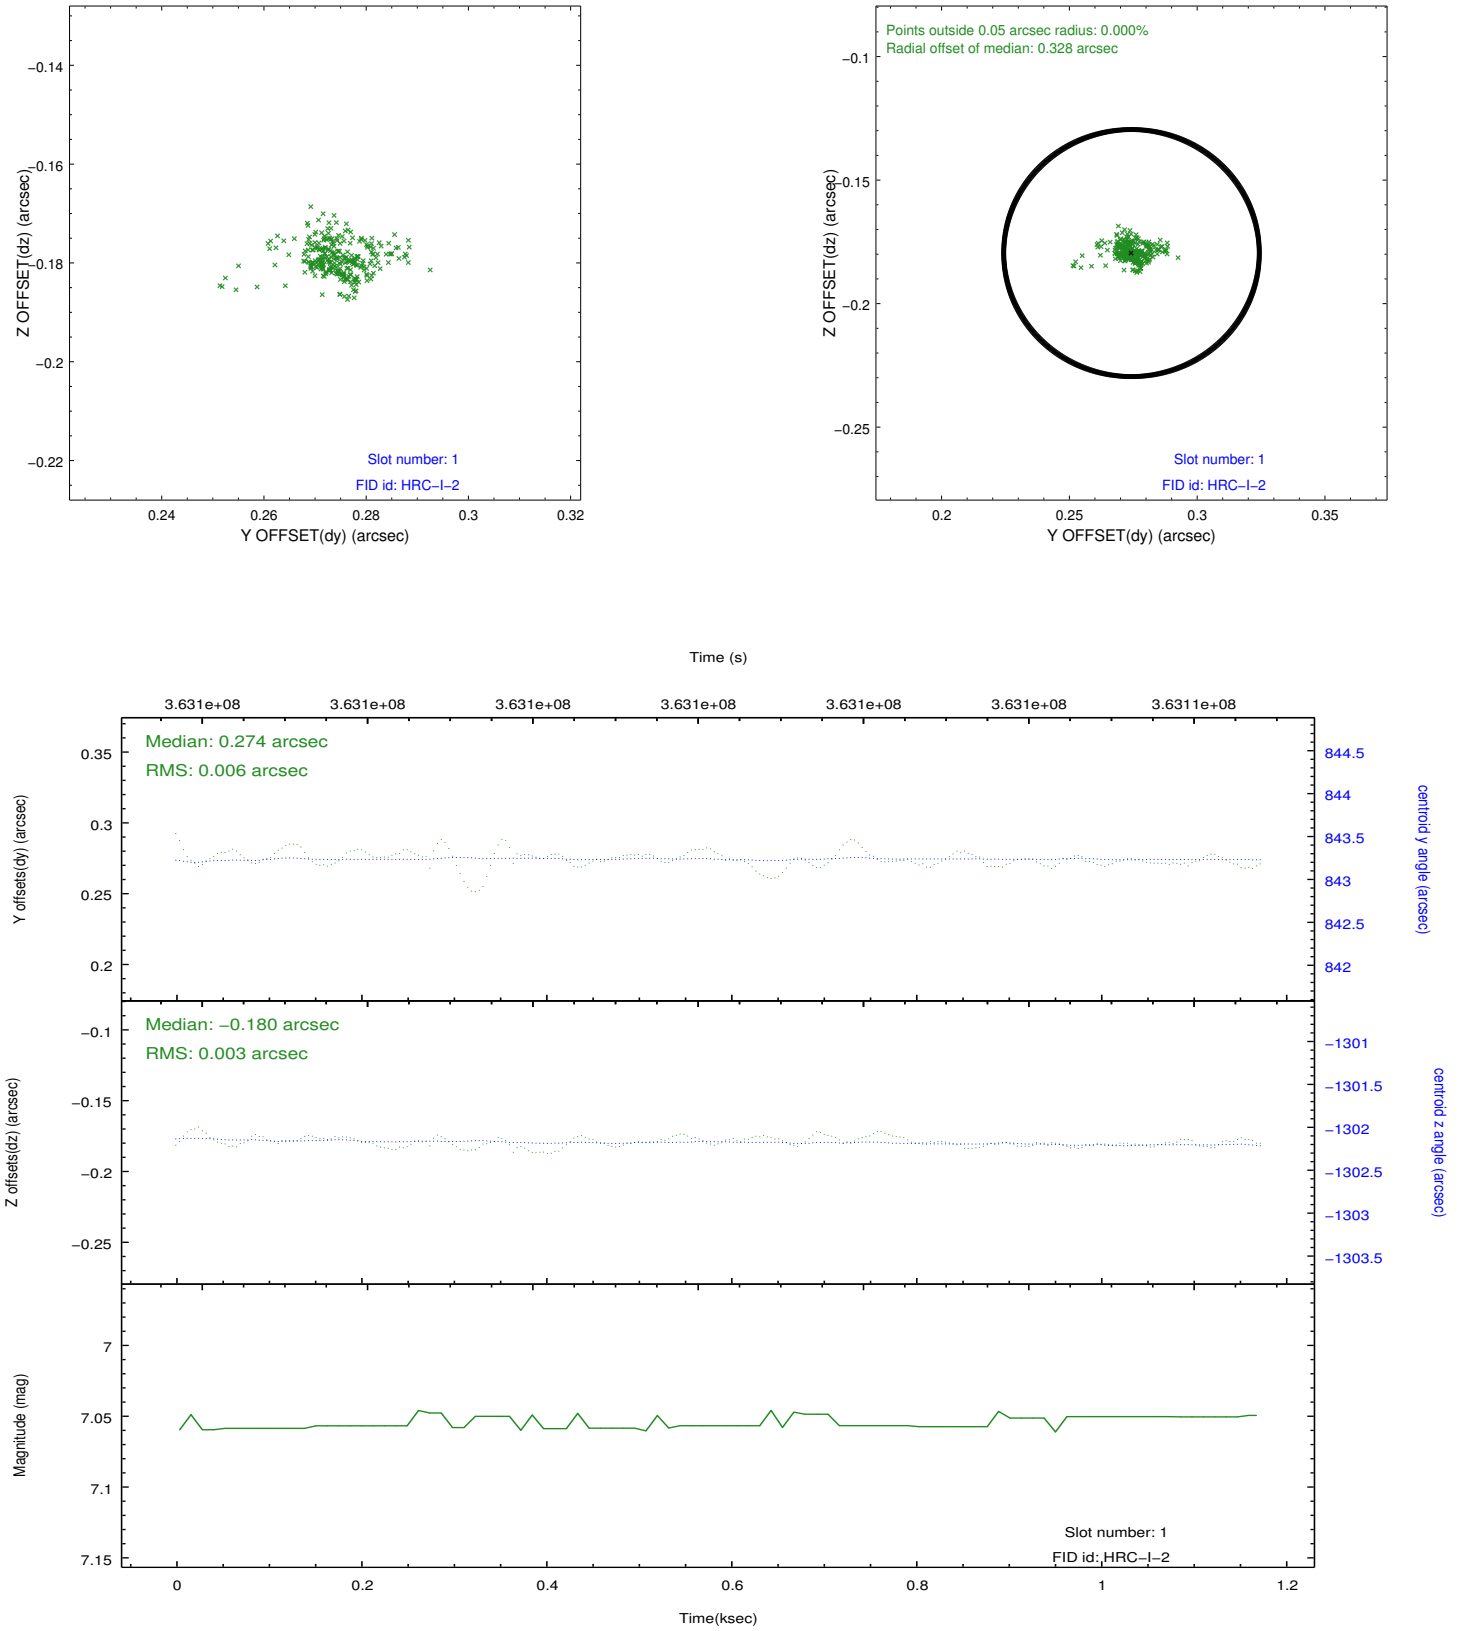 −0.14
−0.16
−0.18
−0.2
−0.22
Z OFFSET(dz) (arcsec)
Slot number: 1
FID id: HRC−I−2
0.24 0.26 0.28 0.3 0.32
Y OFFSET(dy) (arcsec)
Points outside 0.05 arcsec radius: 0.000%
Radial offset of median: 0.328 arcsec
−0.1
−0.15
−0.2
−0.25
Z OFFSET(dz) (arcsec)
Slot number: 1
FID id: HRC−I−2
0.2 0.25 0.3 0.35
Y OFFSET(dy) (arcsec)
Time (s)
3.631e+08 3.631e+08 3.631e+08 3.631e+08 3.631e+08 3.631e+08 3.6311e+08
Median: 0.274 arcsec
RMS: 0.006 arcsec
0.35
0.3
0.25
0.2
Y offsets(dy) (arcsec)
844.5
844
843.5
843
842.5
842
centroid y angle (arcsec)
Median: −0.180 arcsec
RMS: 0.003 arcsec
−0.1
−0.15
−0.2
−0.25
Z offsets(dz) (arcsec)
−1301
−1301.5
−1302
−1302.5
−1303
−1303.5
centroid z angle (arcsec)
7
7.05
7.1
7.15
Magnitude (mag)
Slot number: 1
FID id: HRC−I−2
0 0.2 0.4 0.6 0.8 1 1.2
Time(ksec)